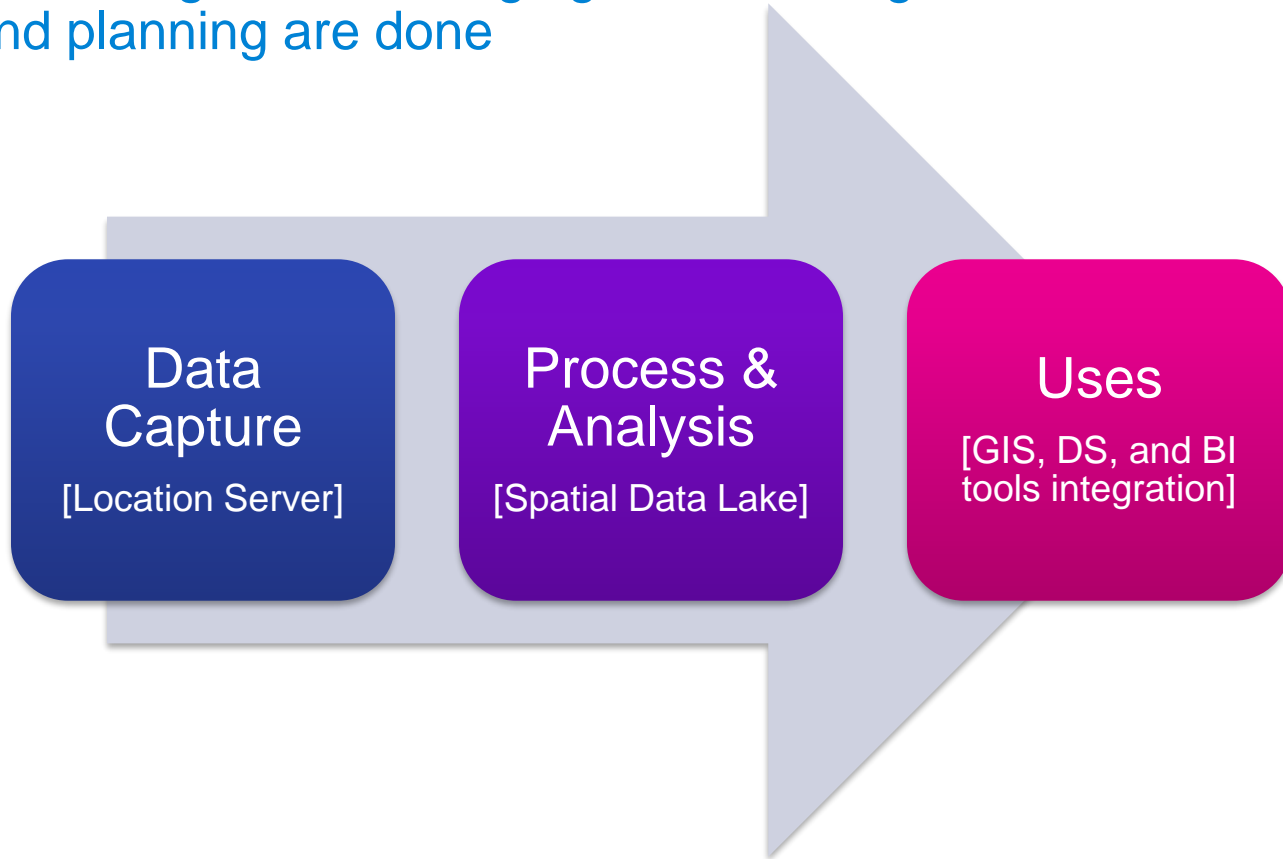 nd planning are done
Data
Capture
[Location Server]
Process &
Analysis
[Spatial Data Lake]
Uses
[GIS, DS, and BI
tools integration]